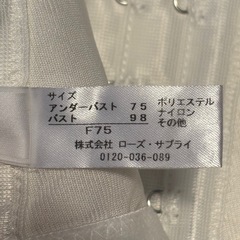 サイズ
アンダーバスト 75 ポリエステル
バスト 98 ナイロン
F75 その他
株式会社 ローズ・サプライ
0120-036-089